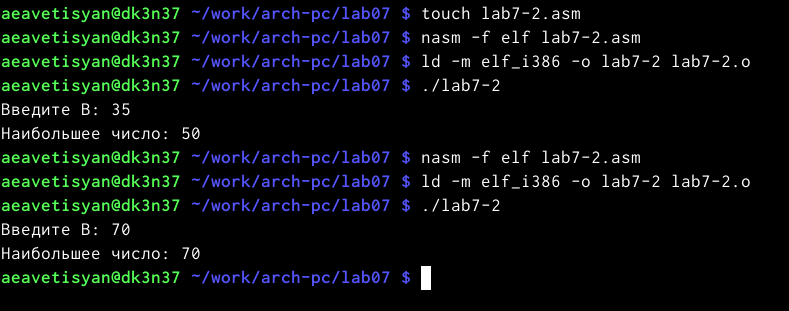 aeavetisyan@dk3n37 ~/work/arch-pc/lab07 $ touch lab7-2.asm
aeavetisyan@dk3n37 ~/work/arch-pc/lab07 $ nasm -f elf lab7-2.asm
aeavetisyan@dk3n37 ~/work/arch-pc/lab07 $ ld -m elf_i386 -o lab7-2 lab7-2.o
aeavetisyan@dk3n37 ~/work/arch-pc/lab07 $ ./lab7-2
Введите В: 35
Наибольшее число: 50
aeavetisyan@dk3n37 ~/work/arch-pc/lab07 $ nasm -f elf lab7-2.asm
aeavetisyan@dk3n37 ~/work/arch-pc/lab07 $ ld -m elf_i386 -o lab7-2 lab7-2.o
aeavetisyan@dk3n37 ~/work/arch-pc/lab07 $ ./lab7-2
Введите В: 70
Наибольшее число: 70
aeavetisyan@dk3n37 ~/work/arch-pc/lab07 $